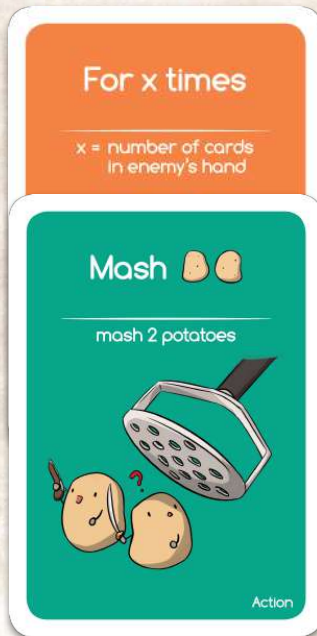 For x times
x = number of cards
in enemy's hand
Mash
mash 2 potatoes
?
Action